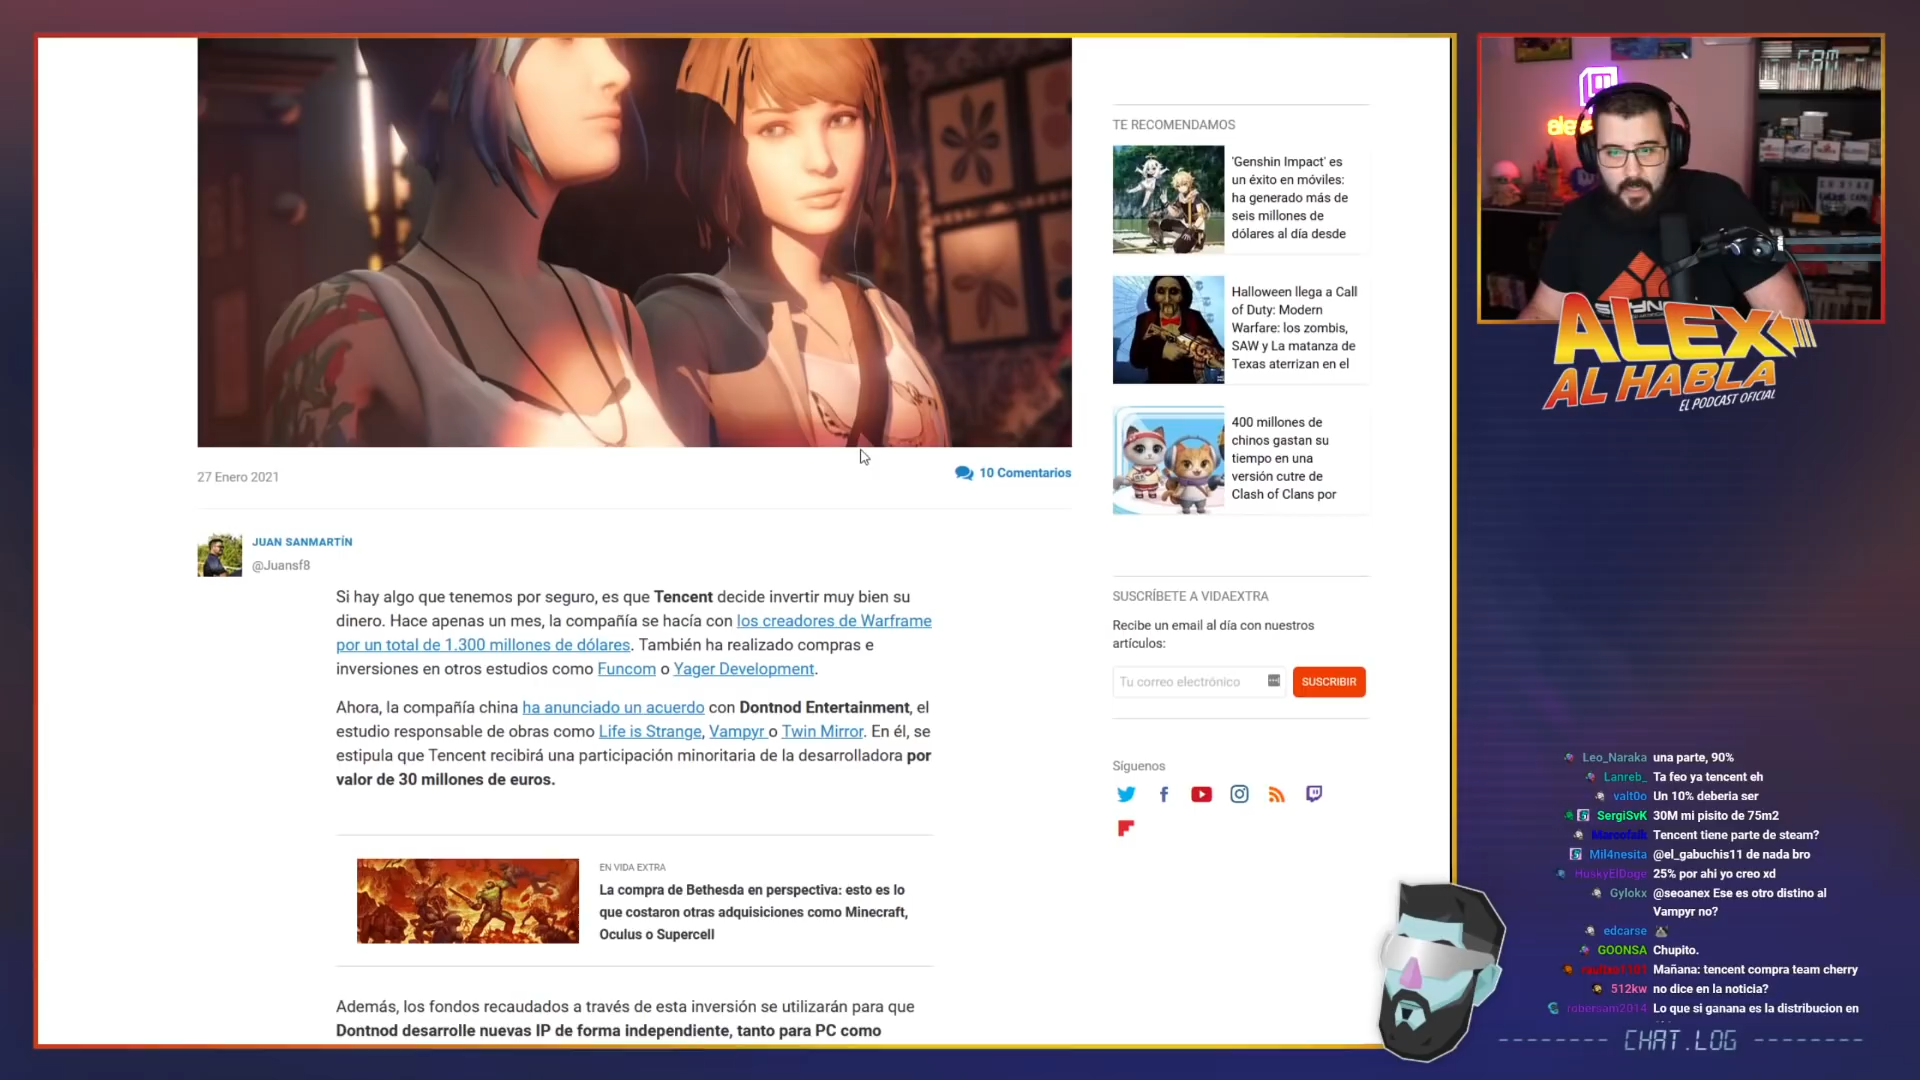 27 Enero 2021
10 Comentarios
JUAN SANMARTÍN
@Juansf8
Si hay algo que tenemos por seguro, es que Tencent decide invertir muy bien su
dinero. Hace apenas un mes, la compañía se hacía con los creadores de Warframe
por un total de 1.300 millones de dólares. También ha realizado compras e
inversiones en otros estudios como Funcom o Yager Development.
Ahora, la compañía china ha anunciado un acuerdo con Dontnod Entertainment, el
estudio responsable de obras como Life is Strange, Vampyr o Twin Mirror. En él, se
estipula que Tencent recibirá una participación minoritaria de la desarrolladora por
valor de 30 millones de euros.
EN VIDA EXTRA
La compra de Bethesda en perspectiva: esto es lo
que costaron otras adquisiciones como Minecraft,
Oculus o Supercell
Además, los fondos recaudados a través de esta inversión se utilizarán para que
Dontnod desarrolle nuevas IP de forma independiente, tanto para PC como
TE RECOMENDAMOS
'Genshin Impact' es
un éxito en móviles:
ha generado más de
seis millones de
dólares al día desde
Halloween llega a Call
of Duty: Modern
Warfare: los zombis,
SAW y La matanza de
Texas aterrizan en el
400 millones de
chinos gastan su
tiempo en una
versión cutre de
Clash of Clans por
SUSCRÍBETE A VIDAEXTRA
Recibe un email al día con nuestros
artículos:
Tu correo electrónico
SUSCRIBIR
Síguenos
CAM
ALEX
AL HABLA
EL PODCAST OFICIAL
Leo_Naraka una parte, 90%
Lanreb_ Ta feo ya tencent eh
valt0o Un 10% deberia ser
SergiSvK 30M mi pisito de 75m2
Marcofalk Tencent tiene parte de steam?
Mil4nesita @el_gabuchis11 de nada bro
HuskyElDoge 25% por ahi yo creo xd
Gylokx @seoanex Ese es otro distino al
Vampyr no?
edcarse
GOONSA Chupito.
Mañana: tencent compra team cherry
512kw no dice en la noticia?
robersam2014 Lo que si ganana es la distribucion en
CHAT.LOG